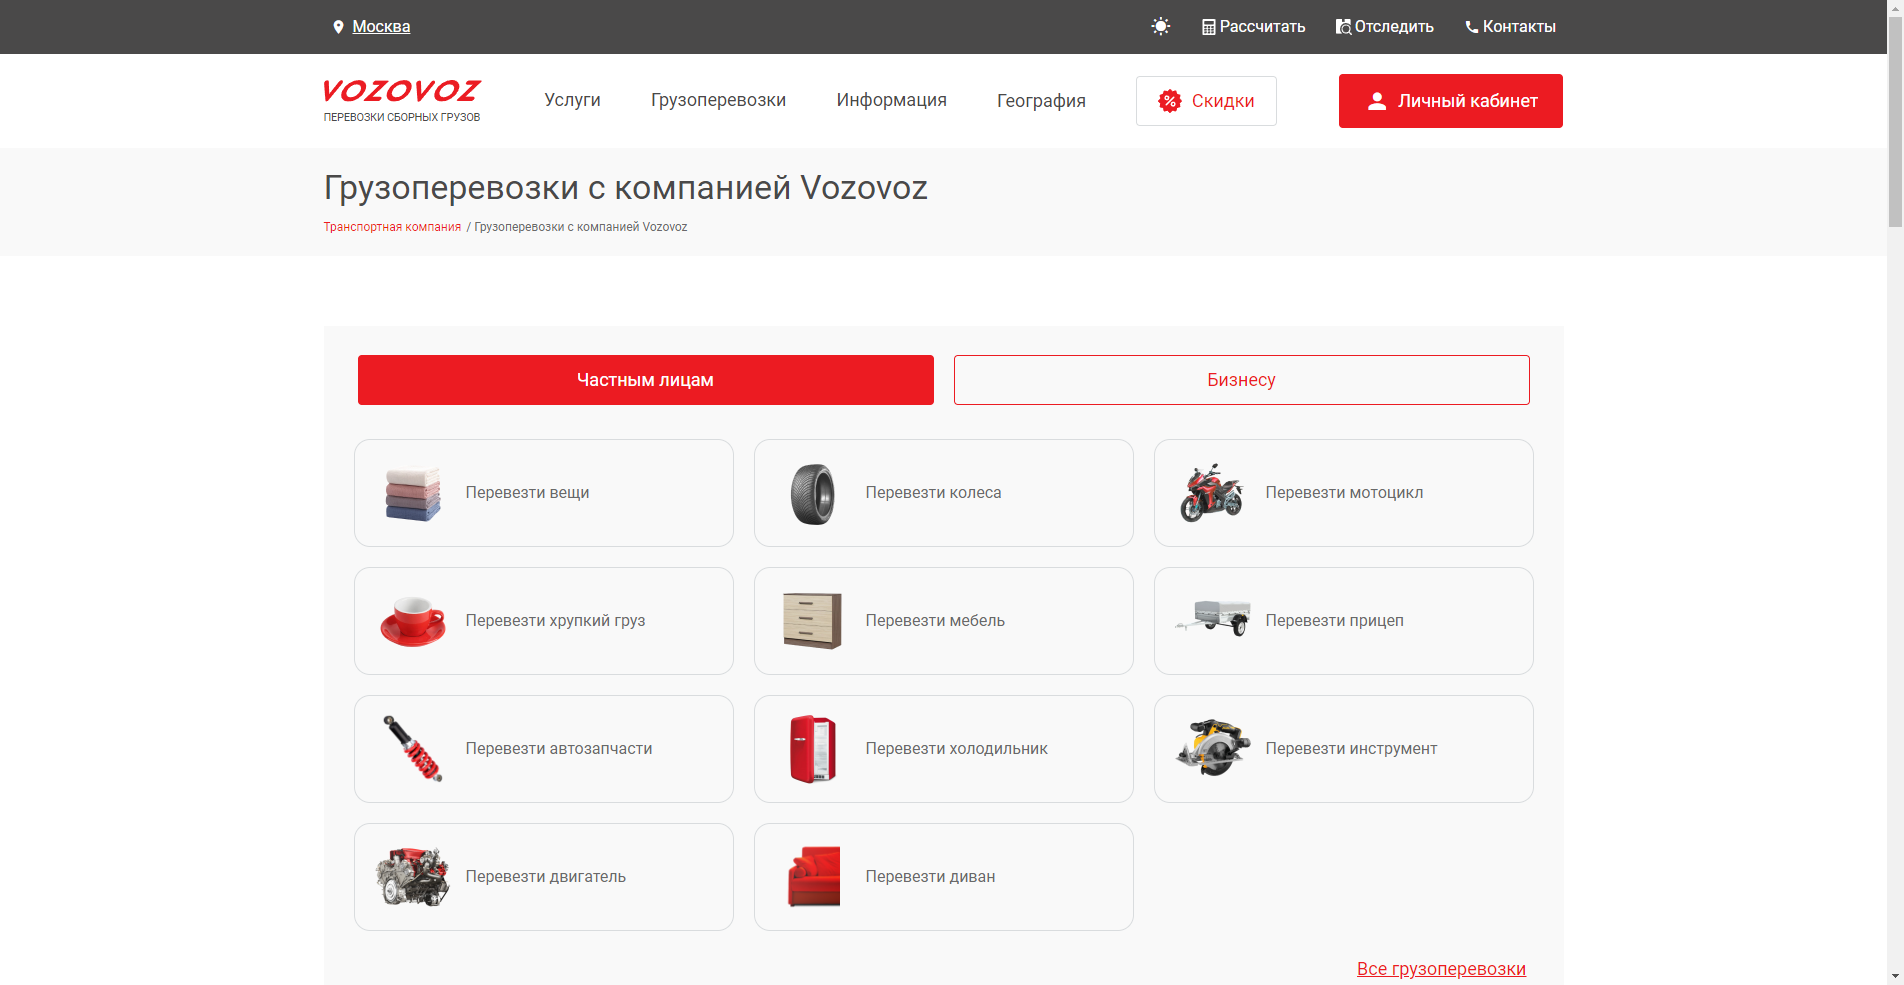 Москва
Рассчитать
Отследить
Контакты
VOZOVOZ
ПЕРЕВОЗКИ СБОРНЫХ ГРУЗОВ
Услуги
Грузоперевозки
Информация
География
Скидки
Личный кабинет
Грузоперевозки с компанией Vozovoz
Транспортная компания / Грузоперевозки с компанией Vozovoz
Частным лицам
Бизнесу
Перевезти вещи
Перевезти колеса
Перевезти мотоцикл
Перевезти хрупкий груз
Перевезти мебель
Перевезти прицеп
Перевезти автозапчасти
Перевезти холодильник
Перевезти инструмент
Перевезти двигатель
Перевезти диван
Все грузоперевозки